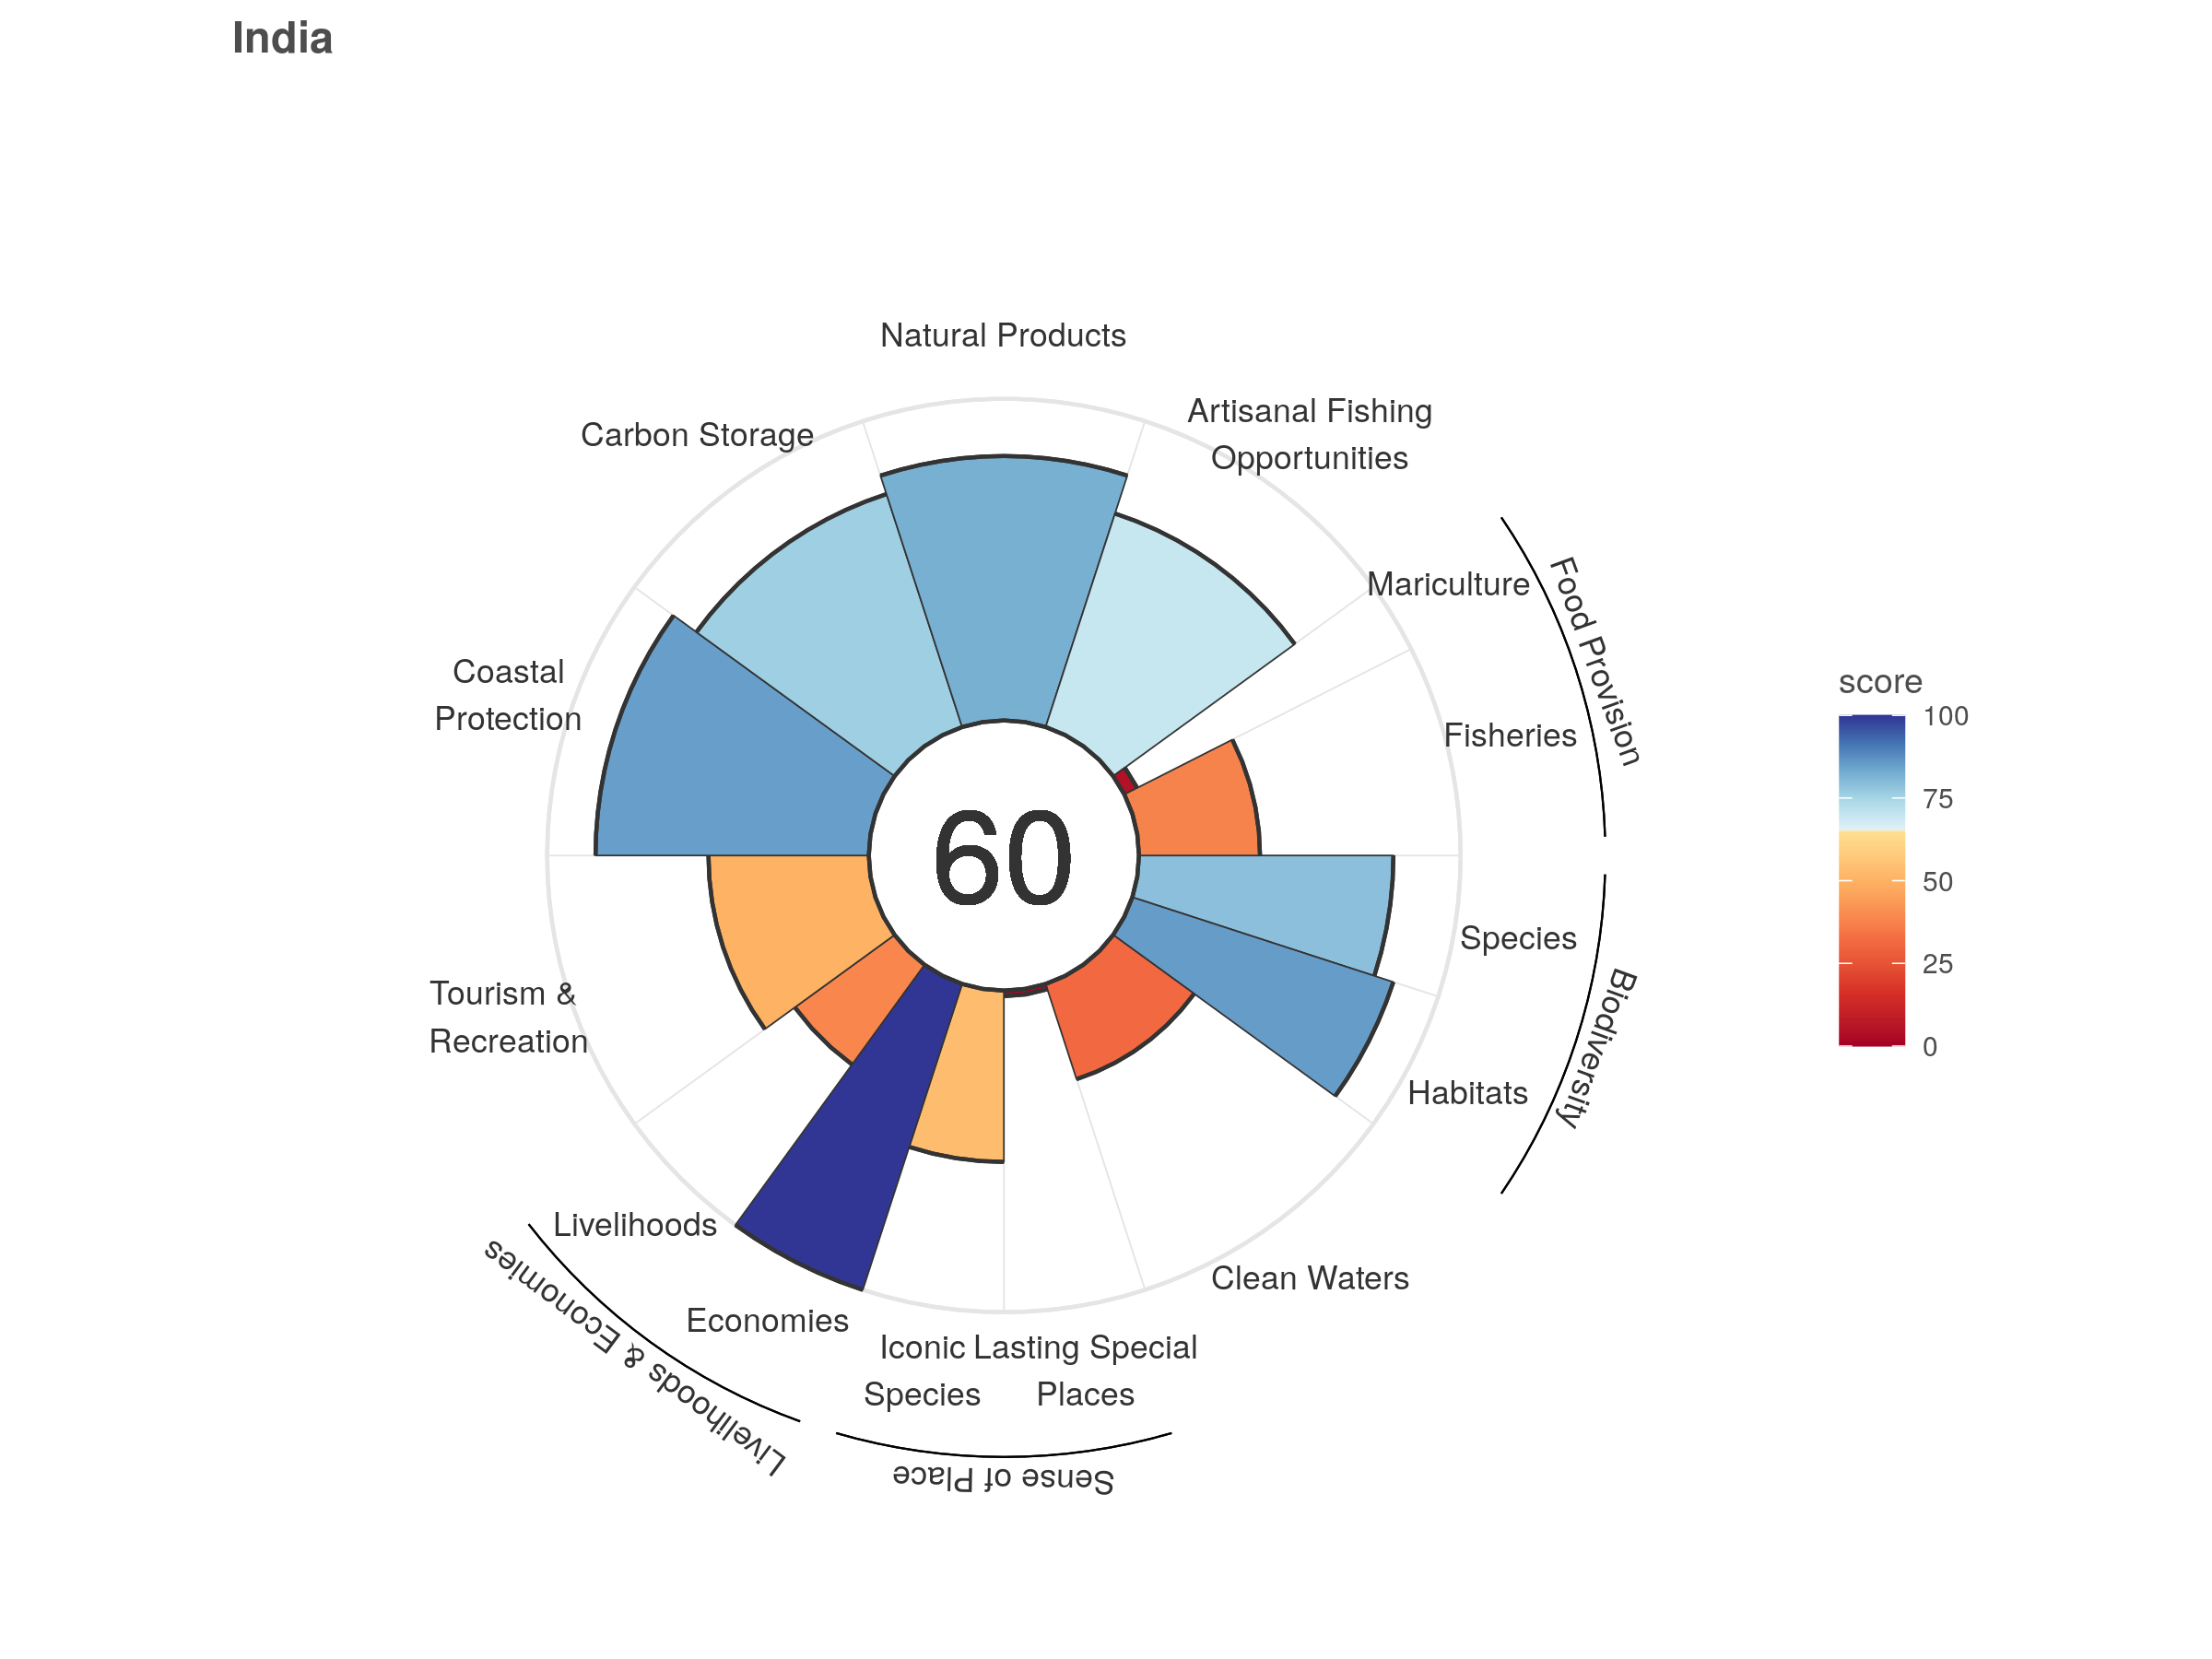 India
Natural Products
Artisanal Fishing
Opportunities
Carbon Storage
Mariculture
Food Provision
Coastal
Protection
Fisheries
score
100
75
50
25
0
60
Species
Biodiversity
Habitats
Tourism &
Recreation
Livelihoods
Clean Waters
Economies
Livelihoods & Economies
Iconic
Species
Lasting Special
Places
Sense of Place